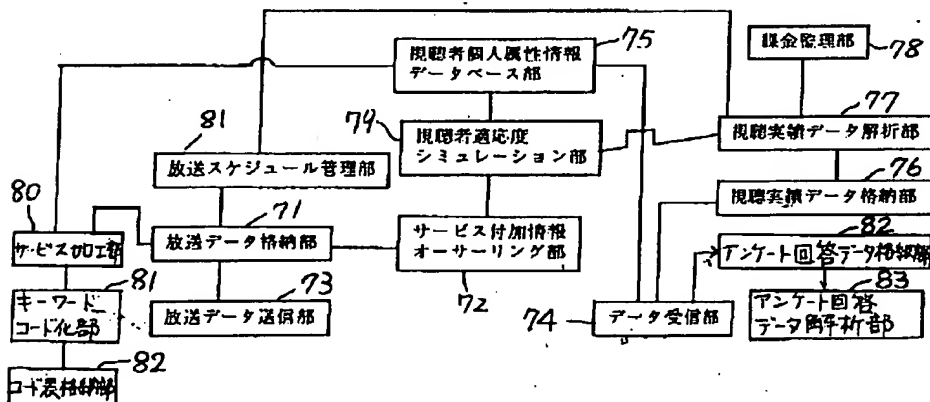 視聴者個人属性情報
データベース部
75
課金監理部
78
77
視聴実績データ解析部
79
視聴者適応度
シミュレーション部
81
放送スケジュール管理部
76
視聴実績データ格納部
80
サービス加工部
71
放送データ格納部
サービス付加情報
オーサーリング部
72
82
アンケート回答データ格納部
81
キーワード
コード化部
73
放送データ送信部
74
データ受信部
83
アンケート回答
データ解析部
82
コード表格納部